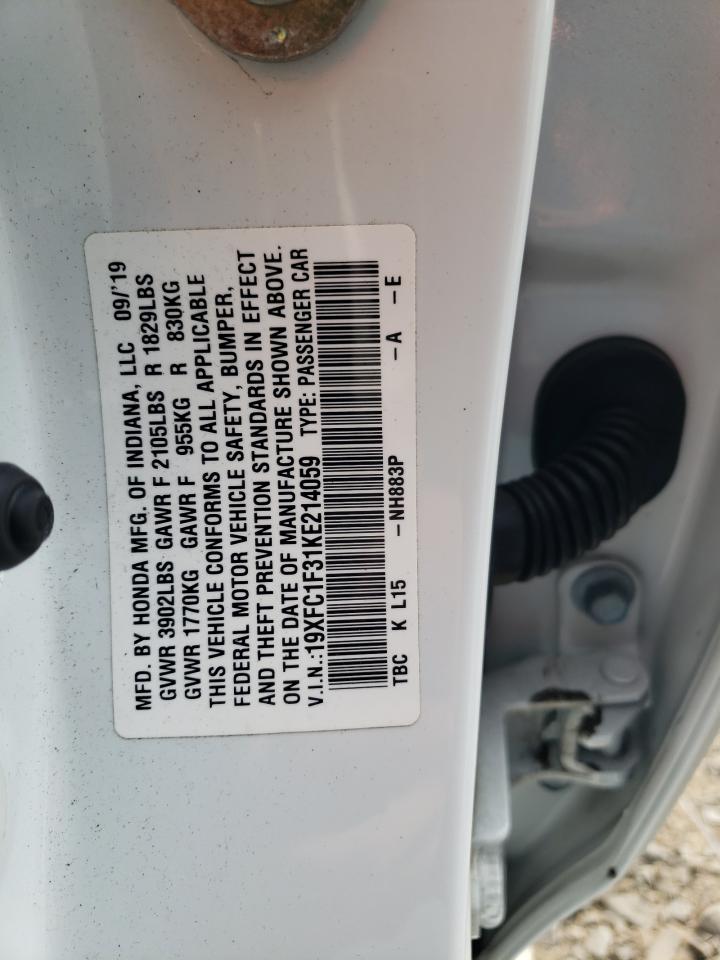 MFD. BY HONDA MFG. OF INDIANA, LLC 09/'19
GVWR 3902LBS GAWR F 2105LBS R 1829LBS
GVWR 1770KG GAWR F 955KG R 830KG
THIS VEHICLE CONFORMS TO ALL APPLICABLE
FEDERAL MOTOR VEHICLE SAFETY, BUMPER,
AND THEFT PREVENTION STANDARDS IN EFFECT
ON THE DATE OF MANUFACTURE SHOWN ABOVE.
V.I.N.:19XFC1F31KE214059 TYPE: PASSENGER CAR
TBC K L15 -NH883P -A -E